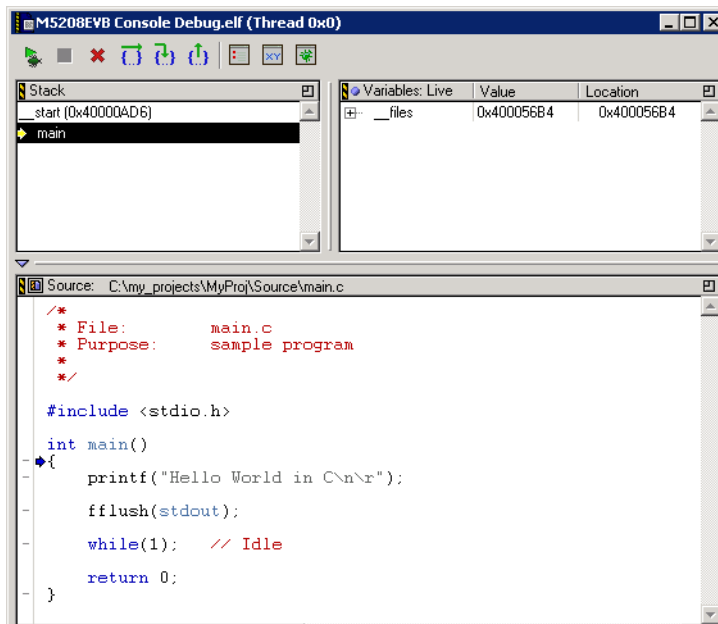 M5208EVB Console Debug.elf (Thread 0x0)
XY
Stack
__start (0x40000AD6)
main
Variables: Live Value Location
__files 0x400056B4 0x400056B4
Source: C:\my_projects\MyProj\Source\main.c
/*
* File: main.c
* Purpose: sample program
*
*/
#include <stdio.h>
int main()
{
printf("Hello World in C\n\r");
fflush(stdout);
while(1); // Idle
return 0;
}